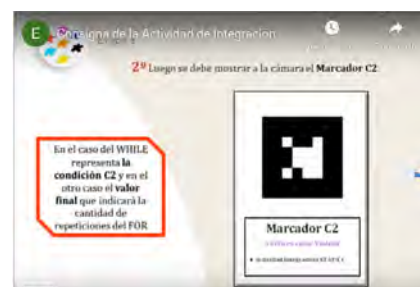 E Consigna de la Actividad de Integracion
2º Luego se debe mostrar a la cámara el Marcador C2
En el caso del WHILE
representa la
condición C2 y en el
otro caso el valor
final que indicará la
cantidad de
repeticiones del FOR
Marcador C2